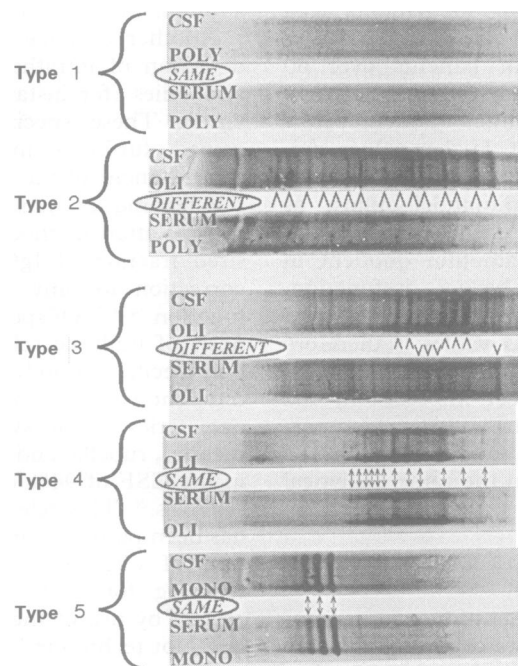 CSF
POLY
Type 1
SAME
SERUM
POLY
CSF
OLI
Type 2
DIFFERENT
SERUM
POLY
CSF
OLI
Type 3
DIFFERENT
SERUM
OLI
CSF
OLI
Type 4
SAME
SERUM
OLI
CSF
MONO
Type 5
SAME
SERUM
MONO